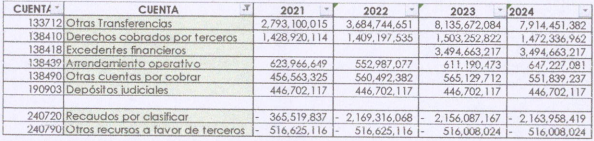 CUENTA CUENTA 2021 2022 2023 2024
133712 Otras Transferencias 2,793,100,015 3,684,744,651 8,135,672,084 7,914,451,382
138410 Derechos cobrados por terceros 1,428,920,114 1,409,197,535 1,503,252,822 1,472,336,962
138418 Excedentes financieros 3,494,663,217 3,494,663,217
138439 Arrendamiento operativo 623,966,649 552,987,077 611,190,473 647,227,081
138490 Otras cuentas por cobrar 456,563,325 560,492,382 565,129,712 551,839,237
190903 Depósitos judiciales 446,702,117 446,702,117 446,702,117 446,702,117
240720 Recaudos por clasificar - 365,519,837 - 2,169,316,068 - 2,156,087,167 - 2,163,958,419
240790 Otros recursos a favor de terceros - 516,625,116 - 516,625,116 - 516,008,024 - 516,008,024